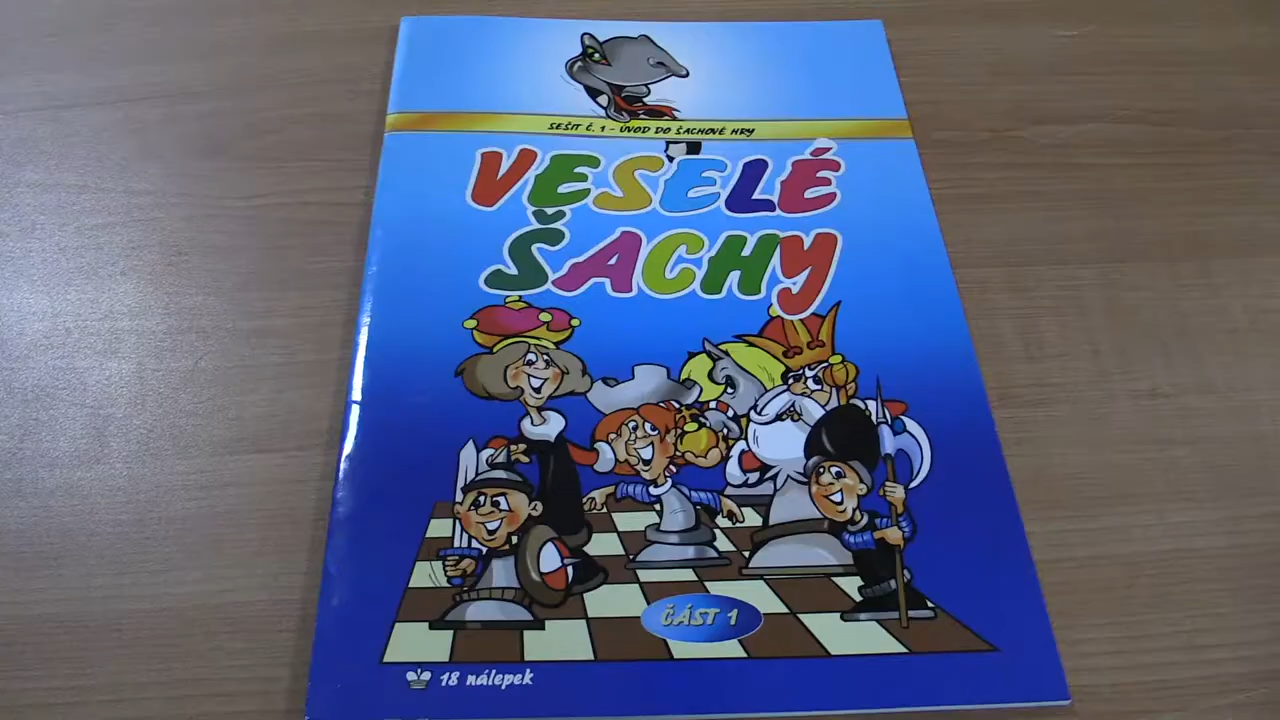 SEŠIT Č. 1 - ÚVOD DO ŠACHOVÉ HRY
VESELÉ
ŠACHY
ČÁST 1
18 nálepek